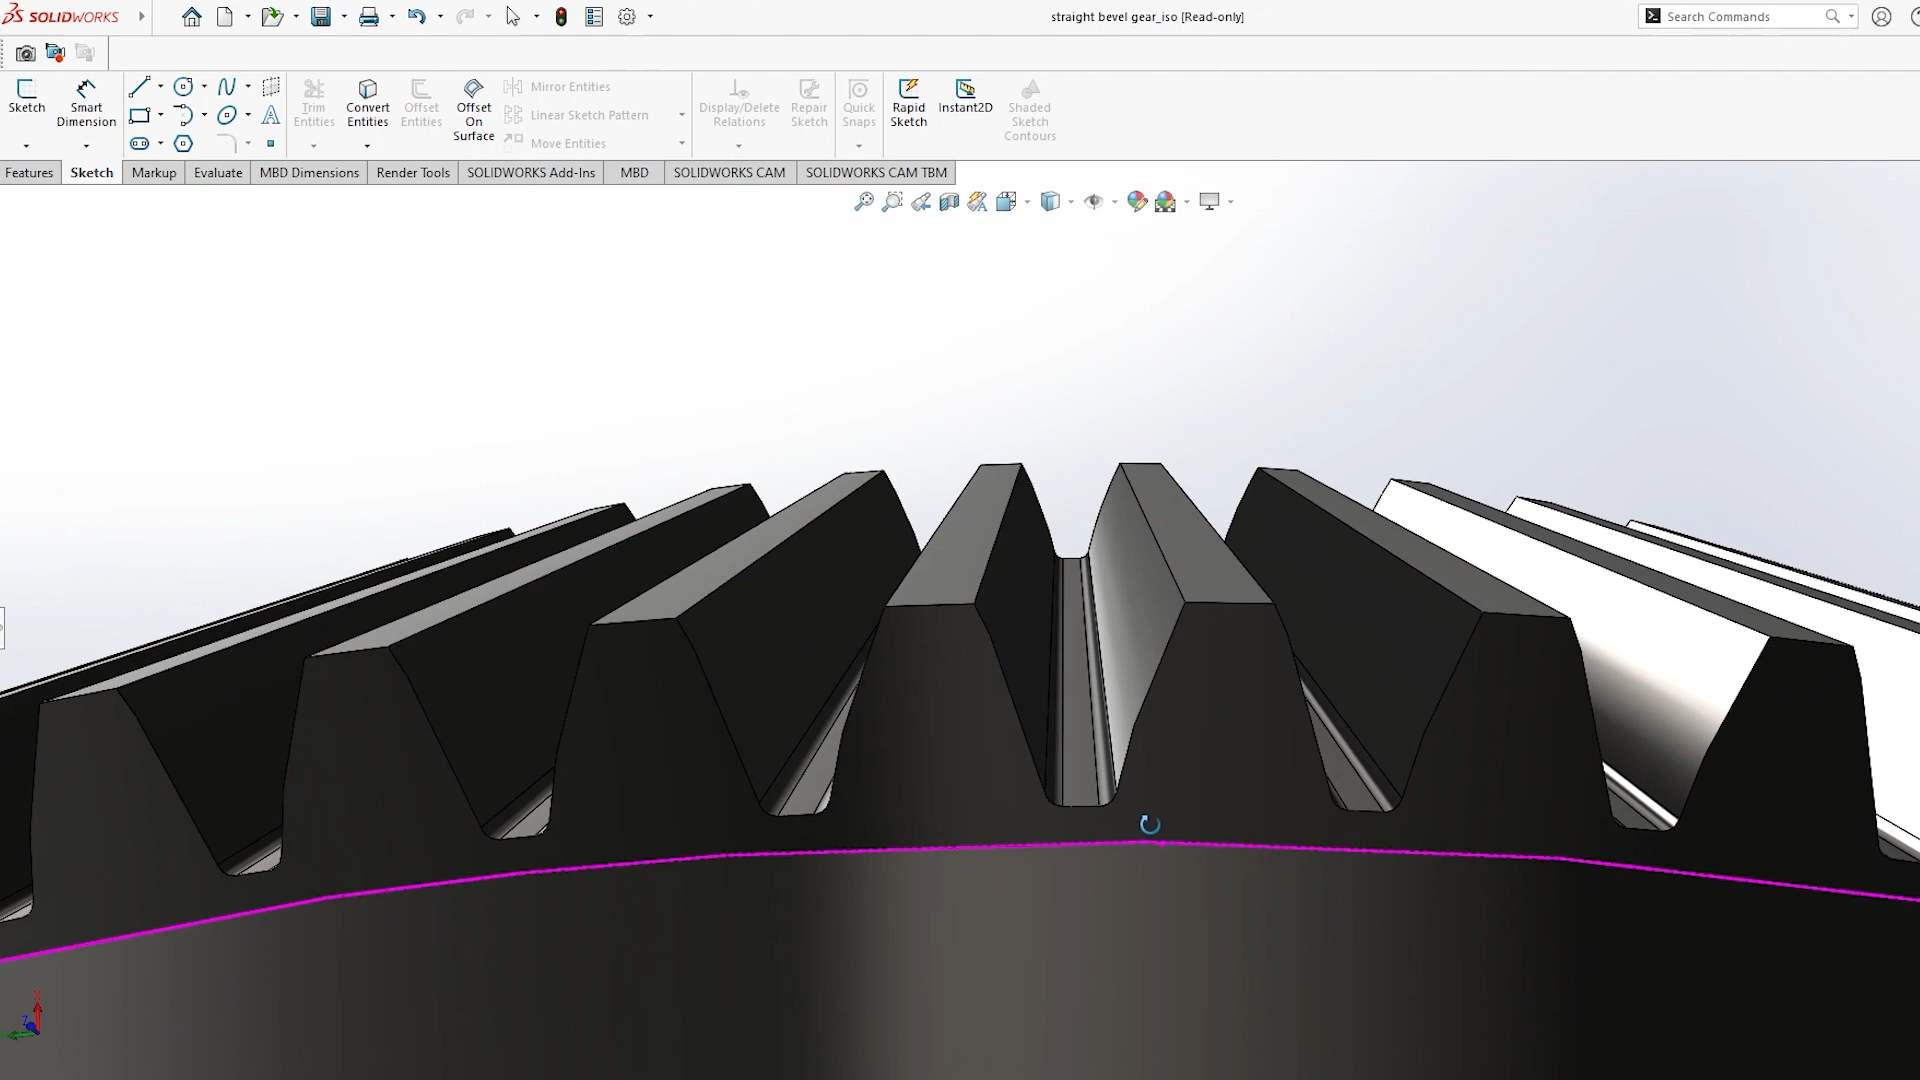 SOLIDWORKS
straight bevel gear_iso [Read-only]
Search Commands
Sketch
Smart
Dimension
Trim
Entities
Convert
Entities
Offset
Entities
Offset
On
Surface
Mirror Entities
Linear Sketch Pattern
Move Entities
Display/Delete
Relations
Repair
Sketch
Quick
Snaps
Rapid
Sketch
Instant2D
Shaded
Sketch
Contours
Features
Sketch
Markup
Evaluate
MBD Dimensions
Render Tools
SOLIDWORKS Add-Ins
MBD
SOLIDWORKS CAM
SOLIDWORKS CAM TBM
Z